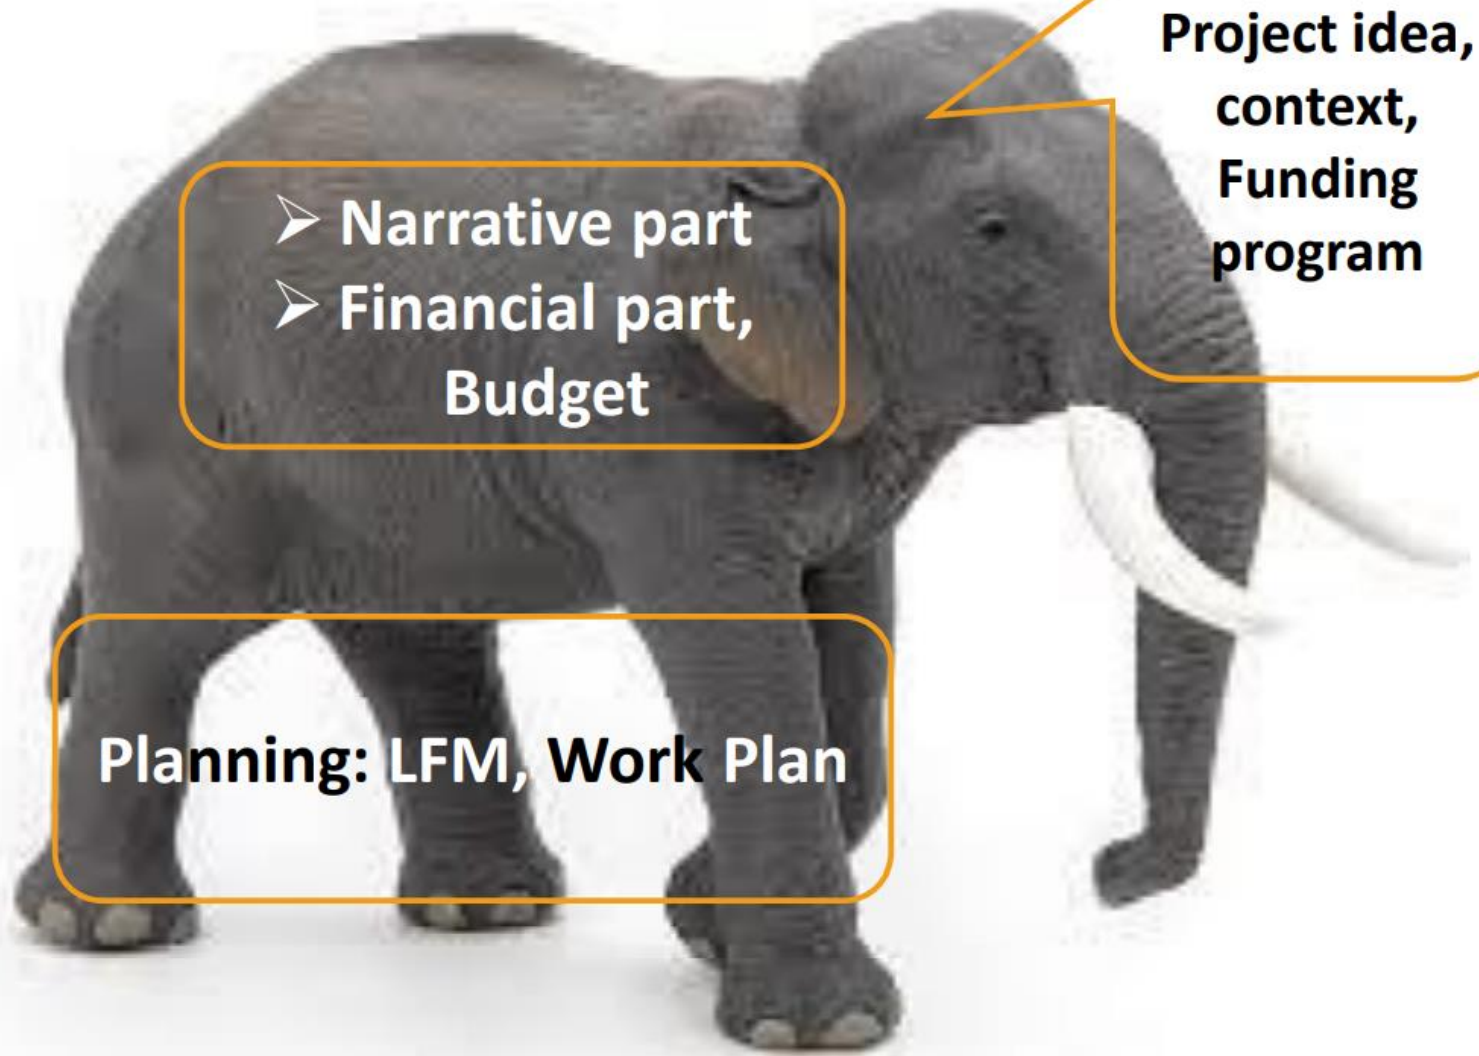 Project idea,
context,
Funding
program
➢ Narrative part
➢ Financial part,
Budget
Planning: LFM, Work Plan